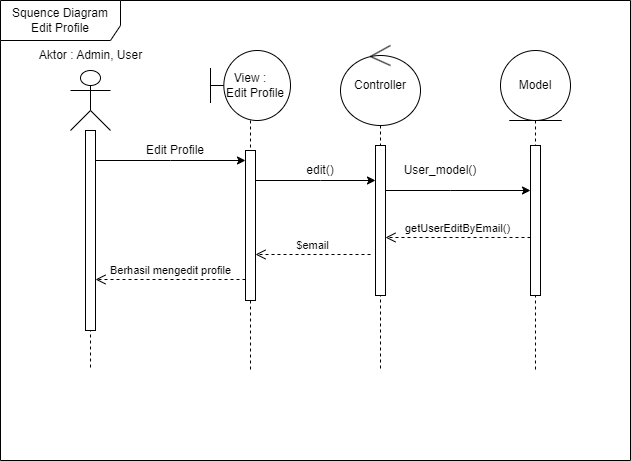 Squence Diagram
Edit Profile
Aktor : Admin, User
View :
Edit Profile
Controller
Model
Edit Profile
edit()
User_model()
getUserEditByEmail()
$email
Berhasil mengedit profile